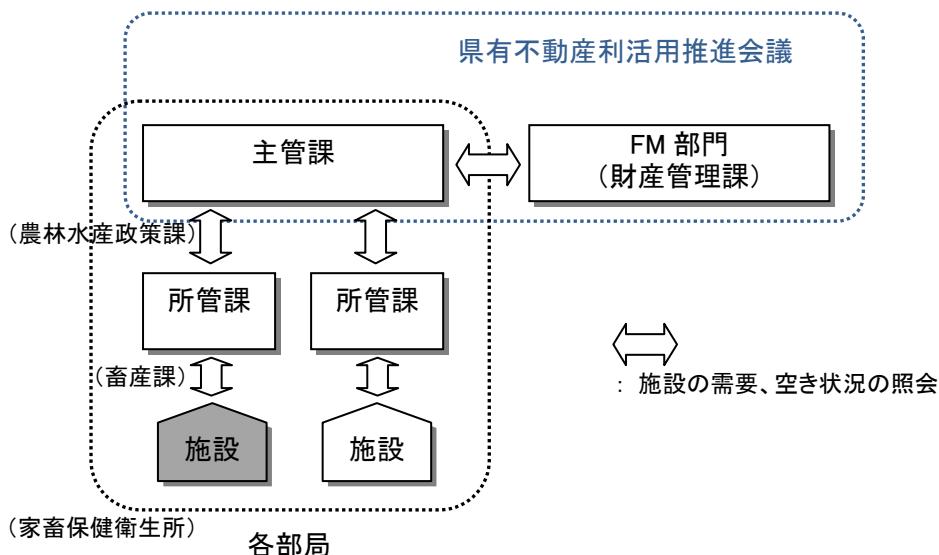 県有不動産利活用推進会議
主管課
FM 部門
（財産管理課）
（農林水産政策課）
所管課
所管課
（畜産課）
： 施設の需要、空き状況の照会
施設
施設
（家畜保健衛生所）
各部局